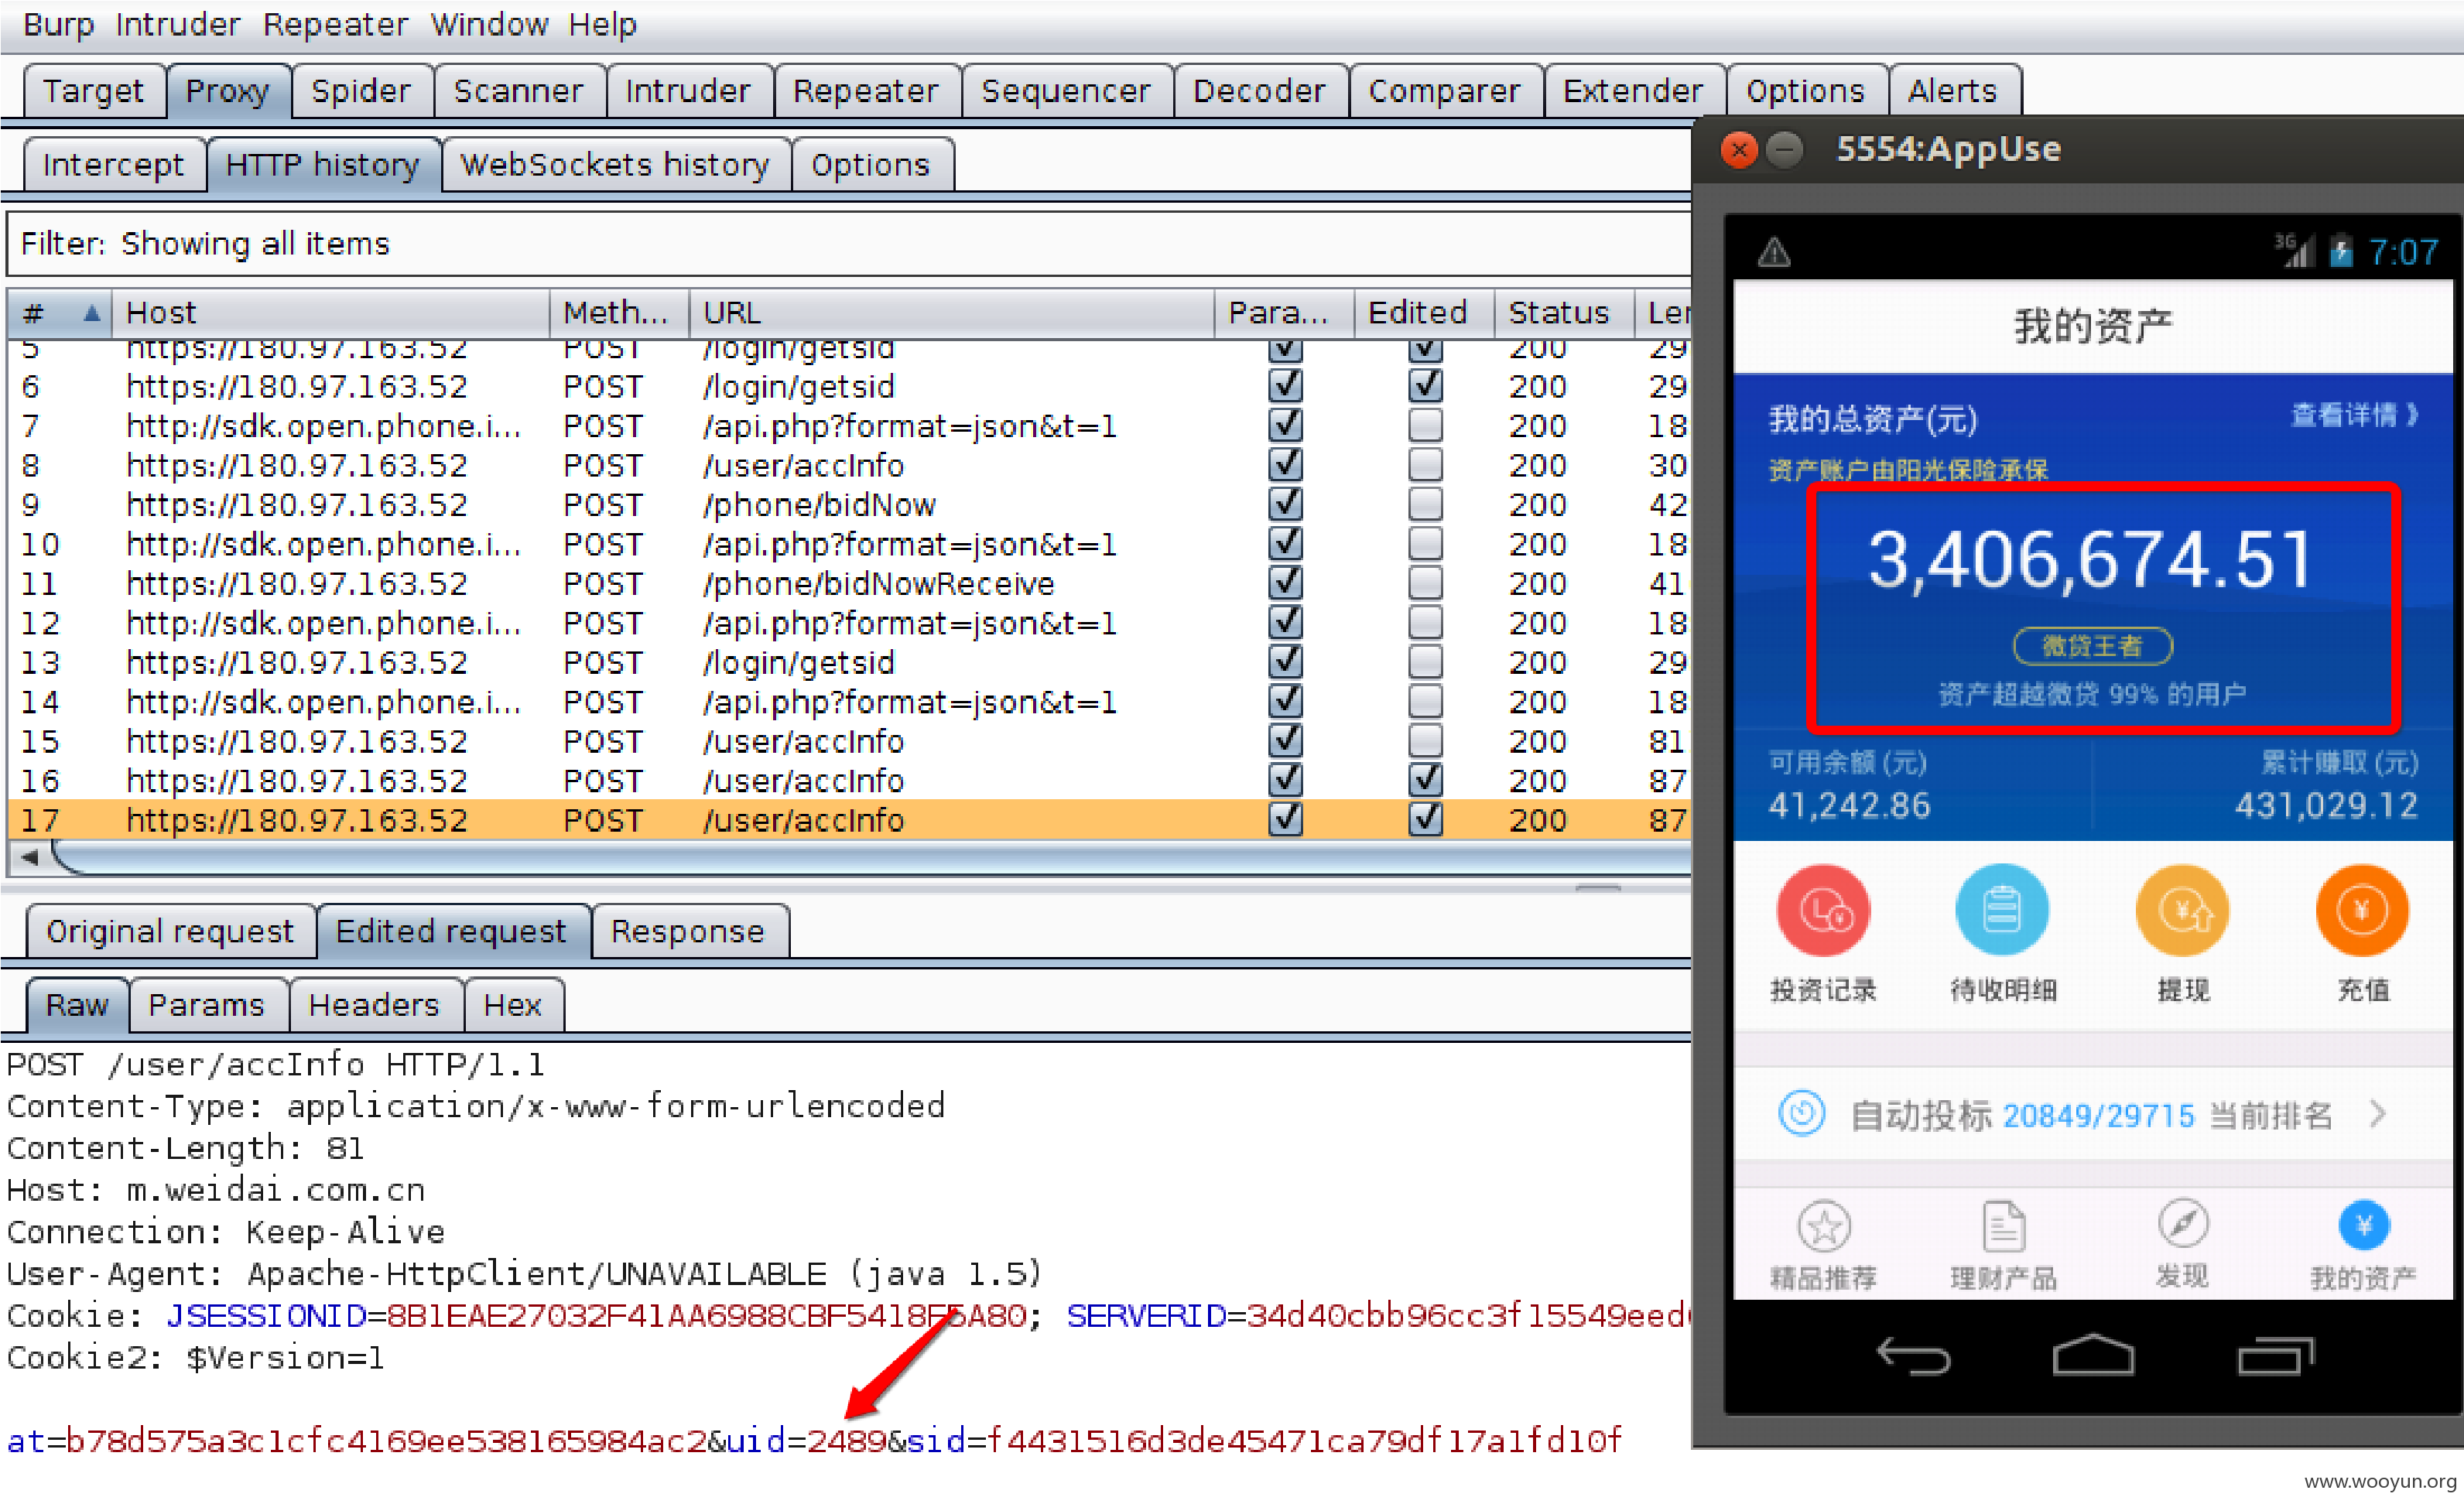 Burp Intruder Repeater Window Help
Target Proxy Spider Scanner Intruder Repeater Sequencer Decoder Comparer Extender Options Alerts
Intercept HTTP history WebSockets history Options
Filter: Showing all items
# Host Meth... URL Para... Edited Status
5 https://180.97.163.52 POST /login/getsid 200 29
6 https://180.97.163.52 POST /login/getsid 200 29
7 http://sdk.open.phone.i... POST /api.php?format=json&t=1 200 18
8 https://180.97.163.52 POST /user/accInfo 200 30
9 https://180.97.163.52 POST /phone/bidNow 200 42
10 http://sdk.open.phone.i... POST /api.php?format=json&t=1 200 18
11 https://180.97.163.52 POST /phone/bidNowReceive 200 41
12 http://sdk.open.phone.i... POST /api.php?format=json&t=1 200 18
13 https://180.97.163.52 POST /login/getsid 200 29
14 http://sdk.open.phone.i... POST /api.php?format=json&t=1 200 18
15 https://180.97.163.52 POST /user/accInfo 200 81
16 https://180.97.163.52 POST /user/accInfo 200 87
17 https://180.97.163.52 POST /user/accInfo 200 87
Original request Edited request Response
Raw Params Headers Hex
POST /user/accInfo HTTP/1.1
Content-Type: application/x-www-form-urlencoded
Content-Length: 81
Host: m.weidai.com.cn
Connection: Keep-Alive
User-Agent: Apache-HttpClient/UNAVAILABLE (java 1.5)
Cookie: JSESSIONID=8B1EAE27032F41AA6988CBF5418F5A80; SERVERID=34d40cbb96cc3f15549eed
Cookie2: $Version=1
at=b78d575a3c1cfc4169ee538165984ac2&uid=2489&sid=f4431516d3de45471ca79df17a1fd10f
5554:AppUse
3G 7:07
我的资产
我的总资产(元) 查看详情 》
资产账户由阳光保险承保
3,406,674.51
微贷王者
资产超越微贷 99% 的用户
可用余额 (元) 累计赚取 (元)
41,242.86 431,029.12
投资记录 待收明细 提现 充值
自动投标 20849/29715 当前排名
精品推荐 理财产品 发现 我的资产
www.wooyun.org